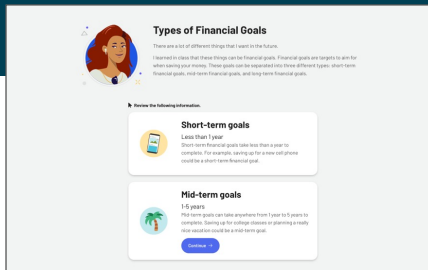 Types of Financial Goals
There are a lot of different things that I want in the future.
I learned in class that these things can be financial goals. Financial goals are targets to aim for
when saving your money. These goals can be separated into three different types: short-term
financial goals, mid-term financial goals, and long-term financial goals.
Review the following information.
Short-term goals
Less than 1 year
Short-term financial goals take less than a year to
complete. For example, saving up for a new cell phone
could be a short-term financial goal.
Mid-term goals
1-5 years
Mid-term goals can take anywhere from 1 year to 5 years to
complete. Saving up for college classes or planning a really
nice vacation could be a mid-term goal.
Continue →